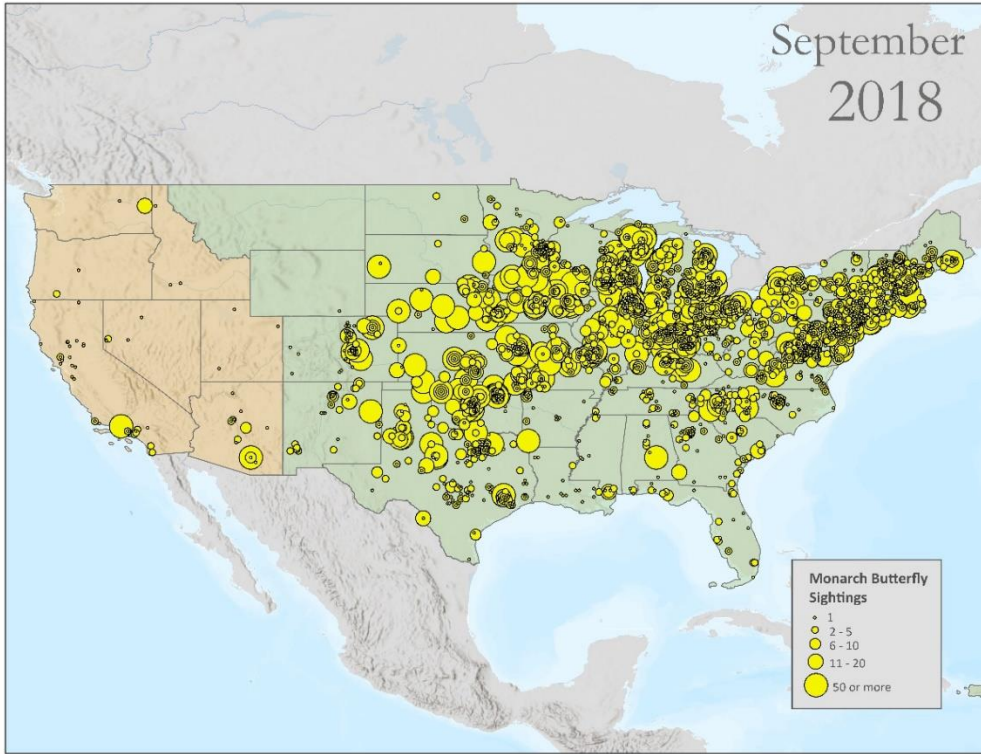 September
2018
Monarch Butterfly
Sightings
1
2 - 5
6 - 10
11 - 20
50 or more